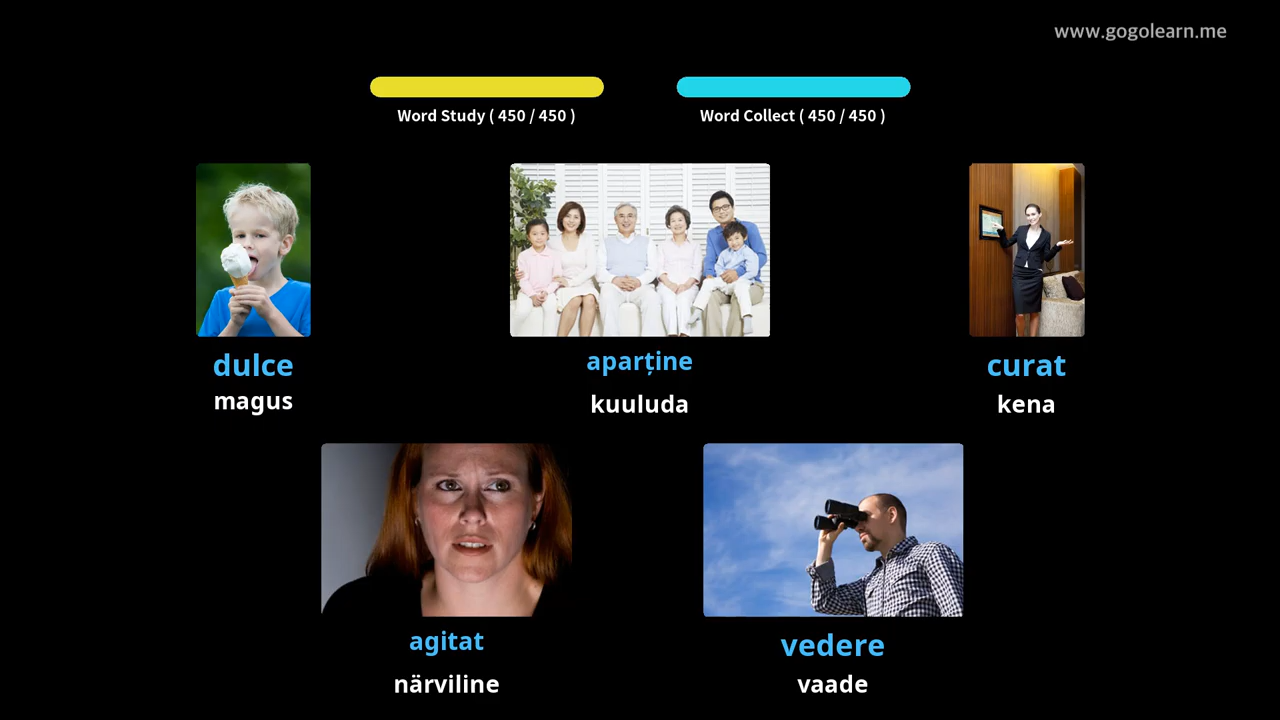 www.gogolearn.me
Word Study ( 450 / 450 )
Word Collect ( 450 / 450 )
dulce
magus
aparține
kuuluda
curat
kena
agitat
närviline
vedere
vaade